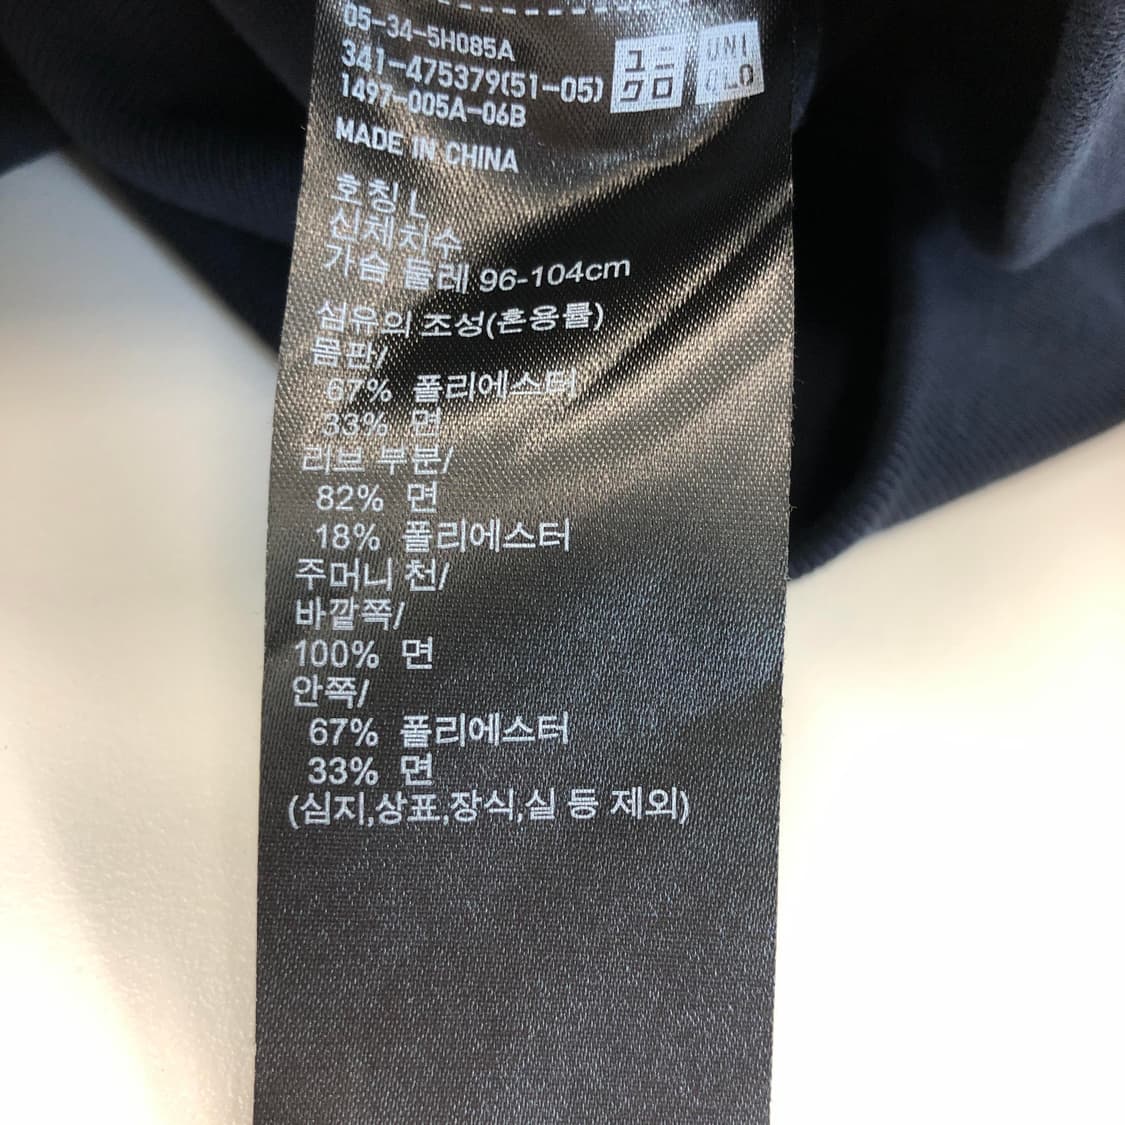 05-34-5H085A
341-475379(51-05)
1497-005A-06B
ユニ
クロ
UNI
QLO
MADE IN CHINA
호칭 L
신체치수
가슴 둘레 96-104cm
섬유의 조성(혼용률)
몸판/
67% 폴리에스터
33% 면
리브 부분/
82% 면
18% 폴리에스터
주머니 천/
바깥쪽/
100% 면
안쪽/
67% 폴리에스터
33% 면
(심지,상표,장식,실 등 제외)